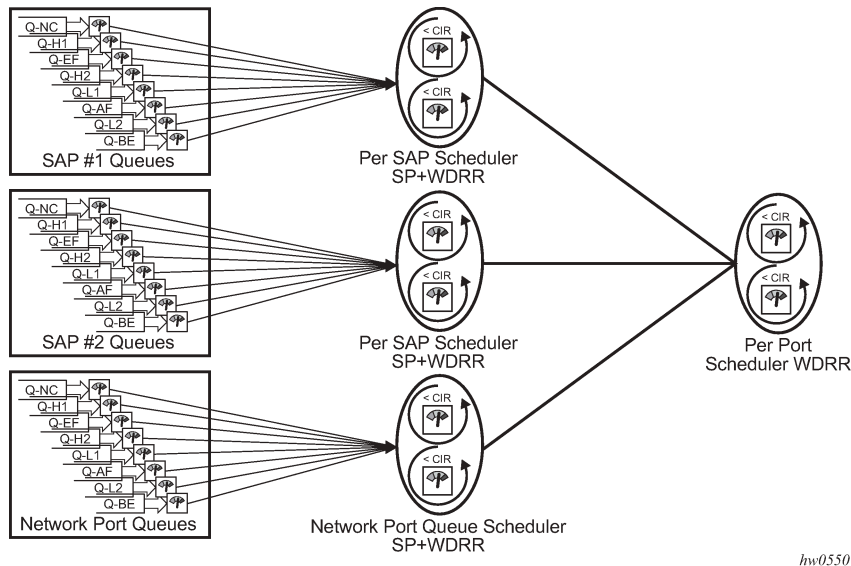 Q-NC
Q-H1
Q-EF
Q-H2
Q-L1
Q-AF
Q-L2
Q-BE
SAP #1 Queues
< CIR
< CIR
Per SAP Scheduler
SP+WDRR
Q-NC
Q-H1
Q-EF
Q-H2
Q-L1
Q-AF
Q-L2
Q-BE
SAP #2 Queues
< CIR
< CIR
Per SAP Scheduler
SP+WDRR
< CIR
< CIR
Per Port
Scheduler WDRR
Q-NC
Q-H1
Q-EF
Q-H2
Q-L1
Q-AF
Q-L2
Q-BE
Network Port Queues
< CIR
< CIR
Network Port Queue Scheduler
SP+WDRR
hw0550